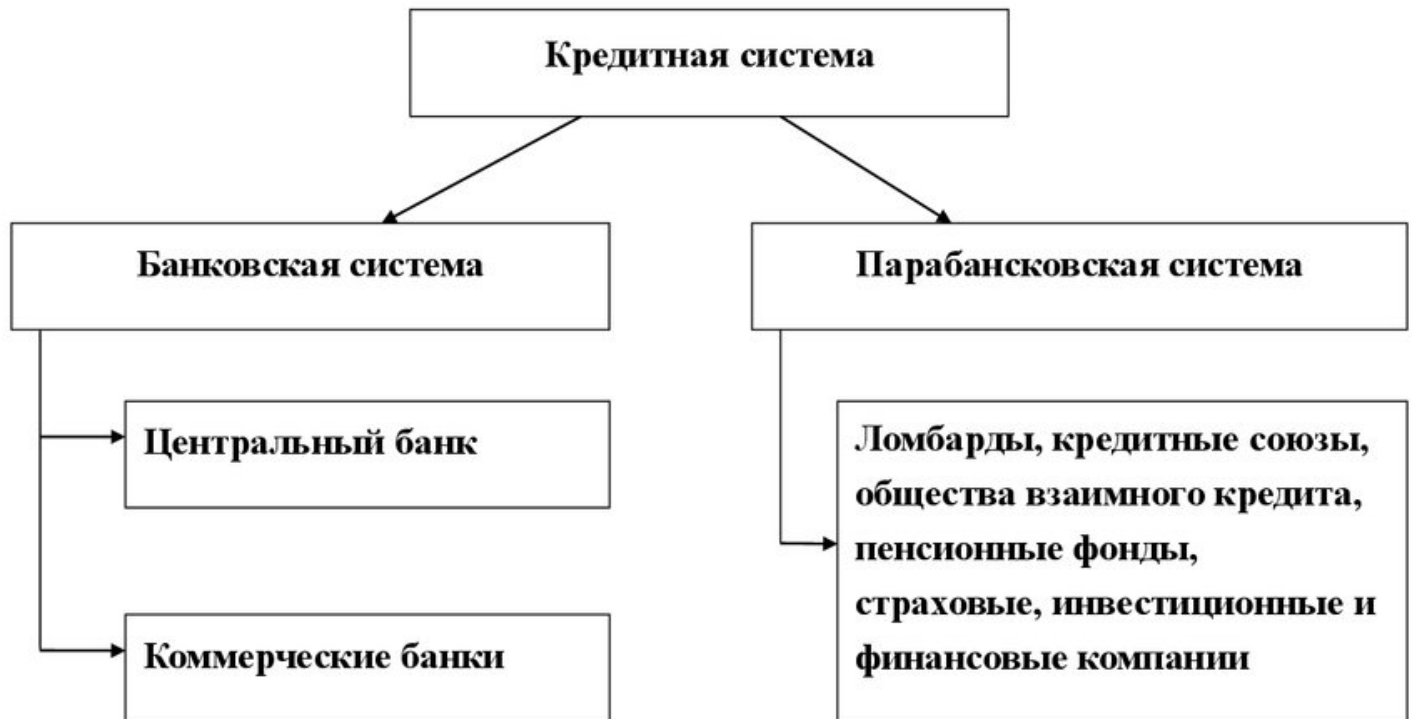 Кредитная система
Банковская система
Парабансковская система
Центральный банк
Коммерческие банки
Ломбарды, кредитные союзы,
общества взаимного кредита,
пенсионные фонды,
страховые, инвестиционные и
финансовые компании